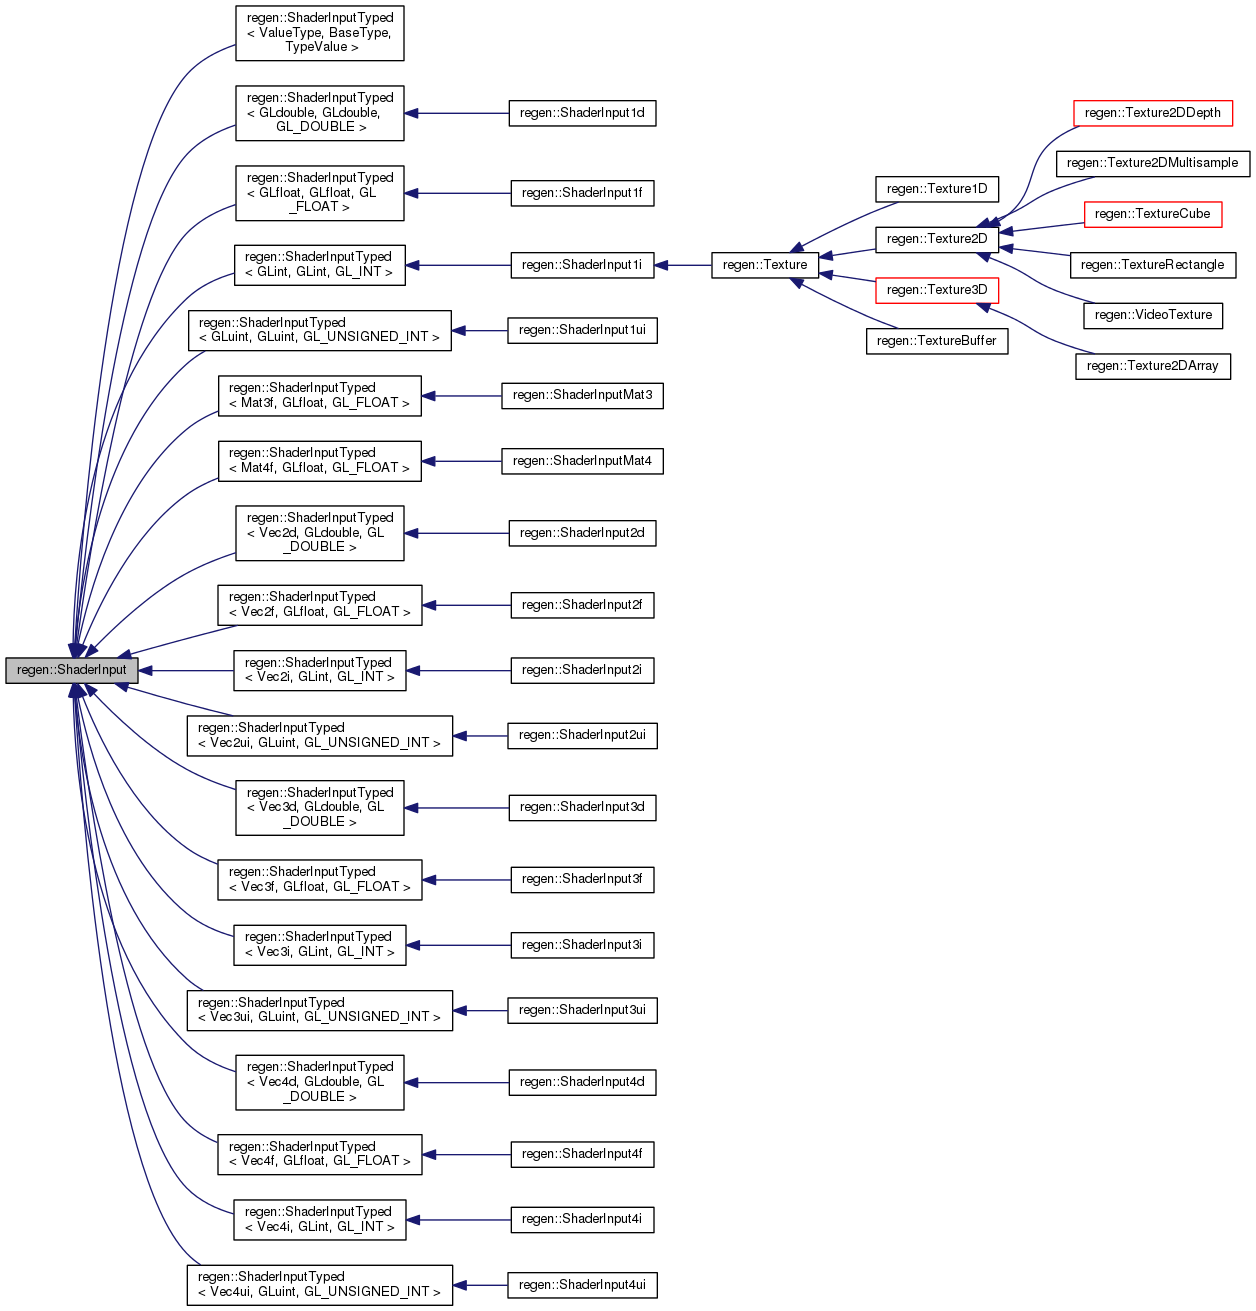 regen::ShaderInput
regen::ShaderInputTyped
< ValueType, BaseType,
TypeValue >
regen::ShaderInputTyped
< GLdouble, GLdouble,
GL_DOUBLE >
regen::ShaderInput1d
regen::ShaderInputTyped
< GLfloat, GLfloat, GL
_FLOAT >
regen::ShaderInput1f
regen::ShaderInputTyped
< GLint, GLint, GL_INT >
regen::ShaderInput1i
regen::Texture
regen::Texture1D
regen::Texture2D
regen::Texture2DDepth
regen::Texture2DMultisample
regen::TextureCube
regen::TextureRectangle
regen::VideoTexture
regen::Texture3D
regen::Texture2DArray
regen::TextureBuffer
regen::ShaderInputTyped
< GLuint, GLuint, GL_UNSIGNED_INT >
regen::ShaderInput1ui
regen::ShaderInputTyped
< Mat3f, GLfloat, GL_FLOAT >
regen::ShaderInputMat3
regen::ShaderInputTyped
< Mat4f, GLfloat, GL_FLOAT >
regen::ShaderInputMat4
regen::ShaderInputTyped
< Vec2d, GLdouble, GL
_DOUBLE >
regen::ShaderInput2d
regen::ShaderInputTyped
< Vec2f, GLfloat, GL_FLOAT >
regen::ShaderInput2f
regen::ShaderInputTyped
< Vec2i, GLint, GL_INT >
regen::ShaderInput2i
regen::ShaderInputTyped
< Vec2ui, GLuint, GL_UNSIGNED_INT >
regen::ShaderInput2ui
regen::ShaderInputTyped
< Vec3d, GLdouble, GL
_DOUBLE >
regen::ShaderInput3d
regen::ShaderInputTyped
< Vec3f, GLfloat, GL_FLOAT >
regen::ShaderInput3f
regen::ShaderInputTyped
< Vec3i, GLint, GL_INT >
regen::ShaderInput3i
regen::ShaderInputTyped
< Vec3ui, GLuint, GL_UNSIGNED_INT >
regen::ShaderInput3ui
regen::ShaderInputTyped
< Vec4d, GLdouble, GL
_DOUBLE >
regen::ShaderInput4d
regen::ShaderInputTyped
< Vec4f, GLfloat, GL_FLOAT >
regen::ShaderInput4f
regen::ShaderInputTyped
< Vec4i, GLint, GL_INT >
regen::ShaderInput4i
regen::ShaderInputTyped
< Vec4ui, GLuint, GL_UNSIGNED_INT >
regen::ShaderInput4ui